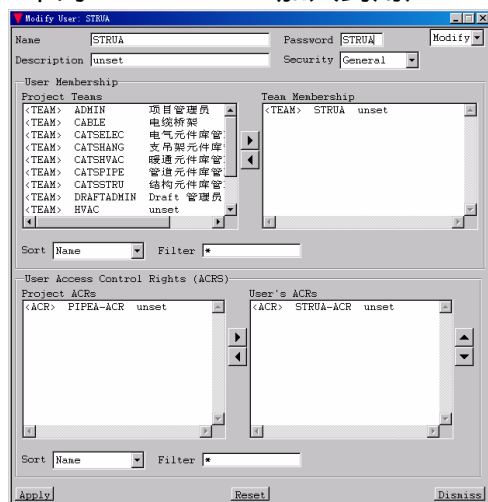 Modify User: STRUA
Name STRUA Password STRUA Modify
Description unset Security General
User Membership
Project Teams Team Membership
<TEAM> ADMIN 项目管理员 <TEAM> STRUA unset
<TEAM> CABLE 电缆桥架
<TEAM> CATSELEC 电气元件库管
<TEAM> CATSHANG 支吊架元件库
<TEAM> CATSHVAC 暖通元件库管
<TEAM> CATSPIPE 管道元件库管
<TEAM> CATSSTRU 结构元件库管
<TEAM> DRAFTADMIN Draft 管理员
<TEAM> HVAC unset
Sort Name Filter *
User Access Control Rights (ACRS)
Project ACRs User's ACRs
<ACR> PIPEA-ACR unset <ACR> STRUA-ACR unset
Sort Name Filter *
Apply Reset Dismiss